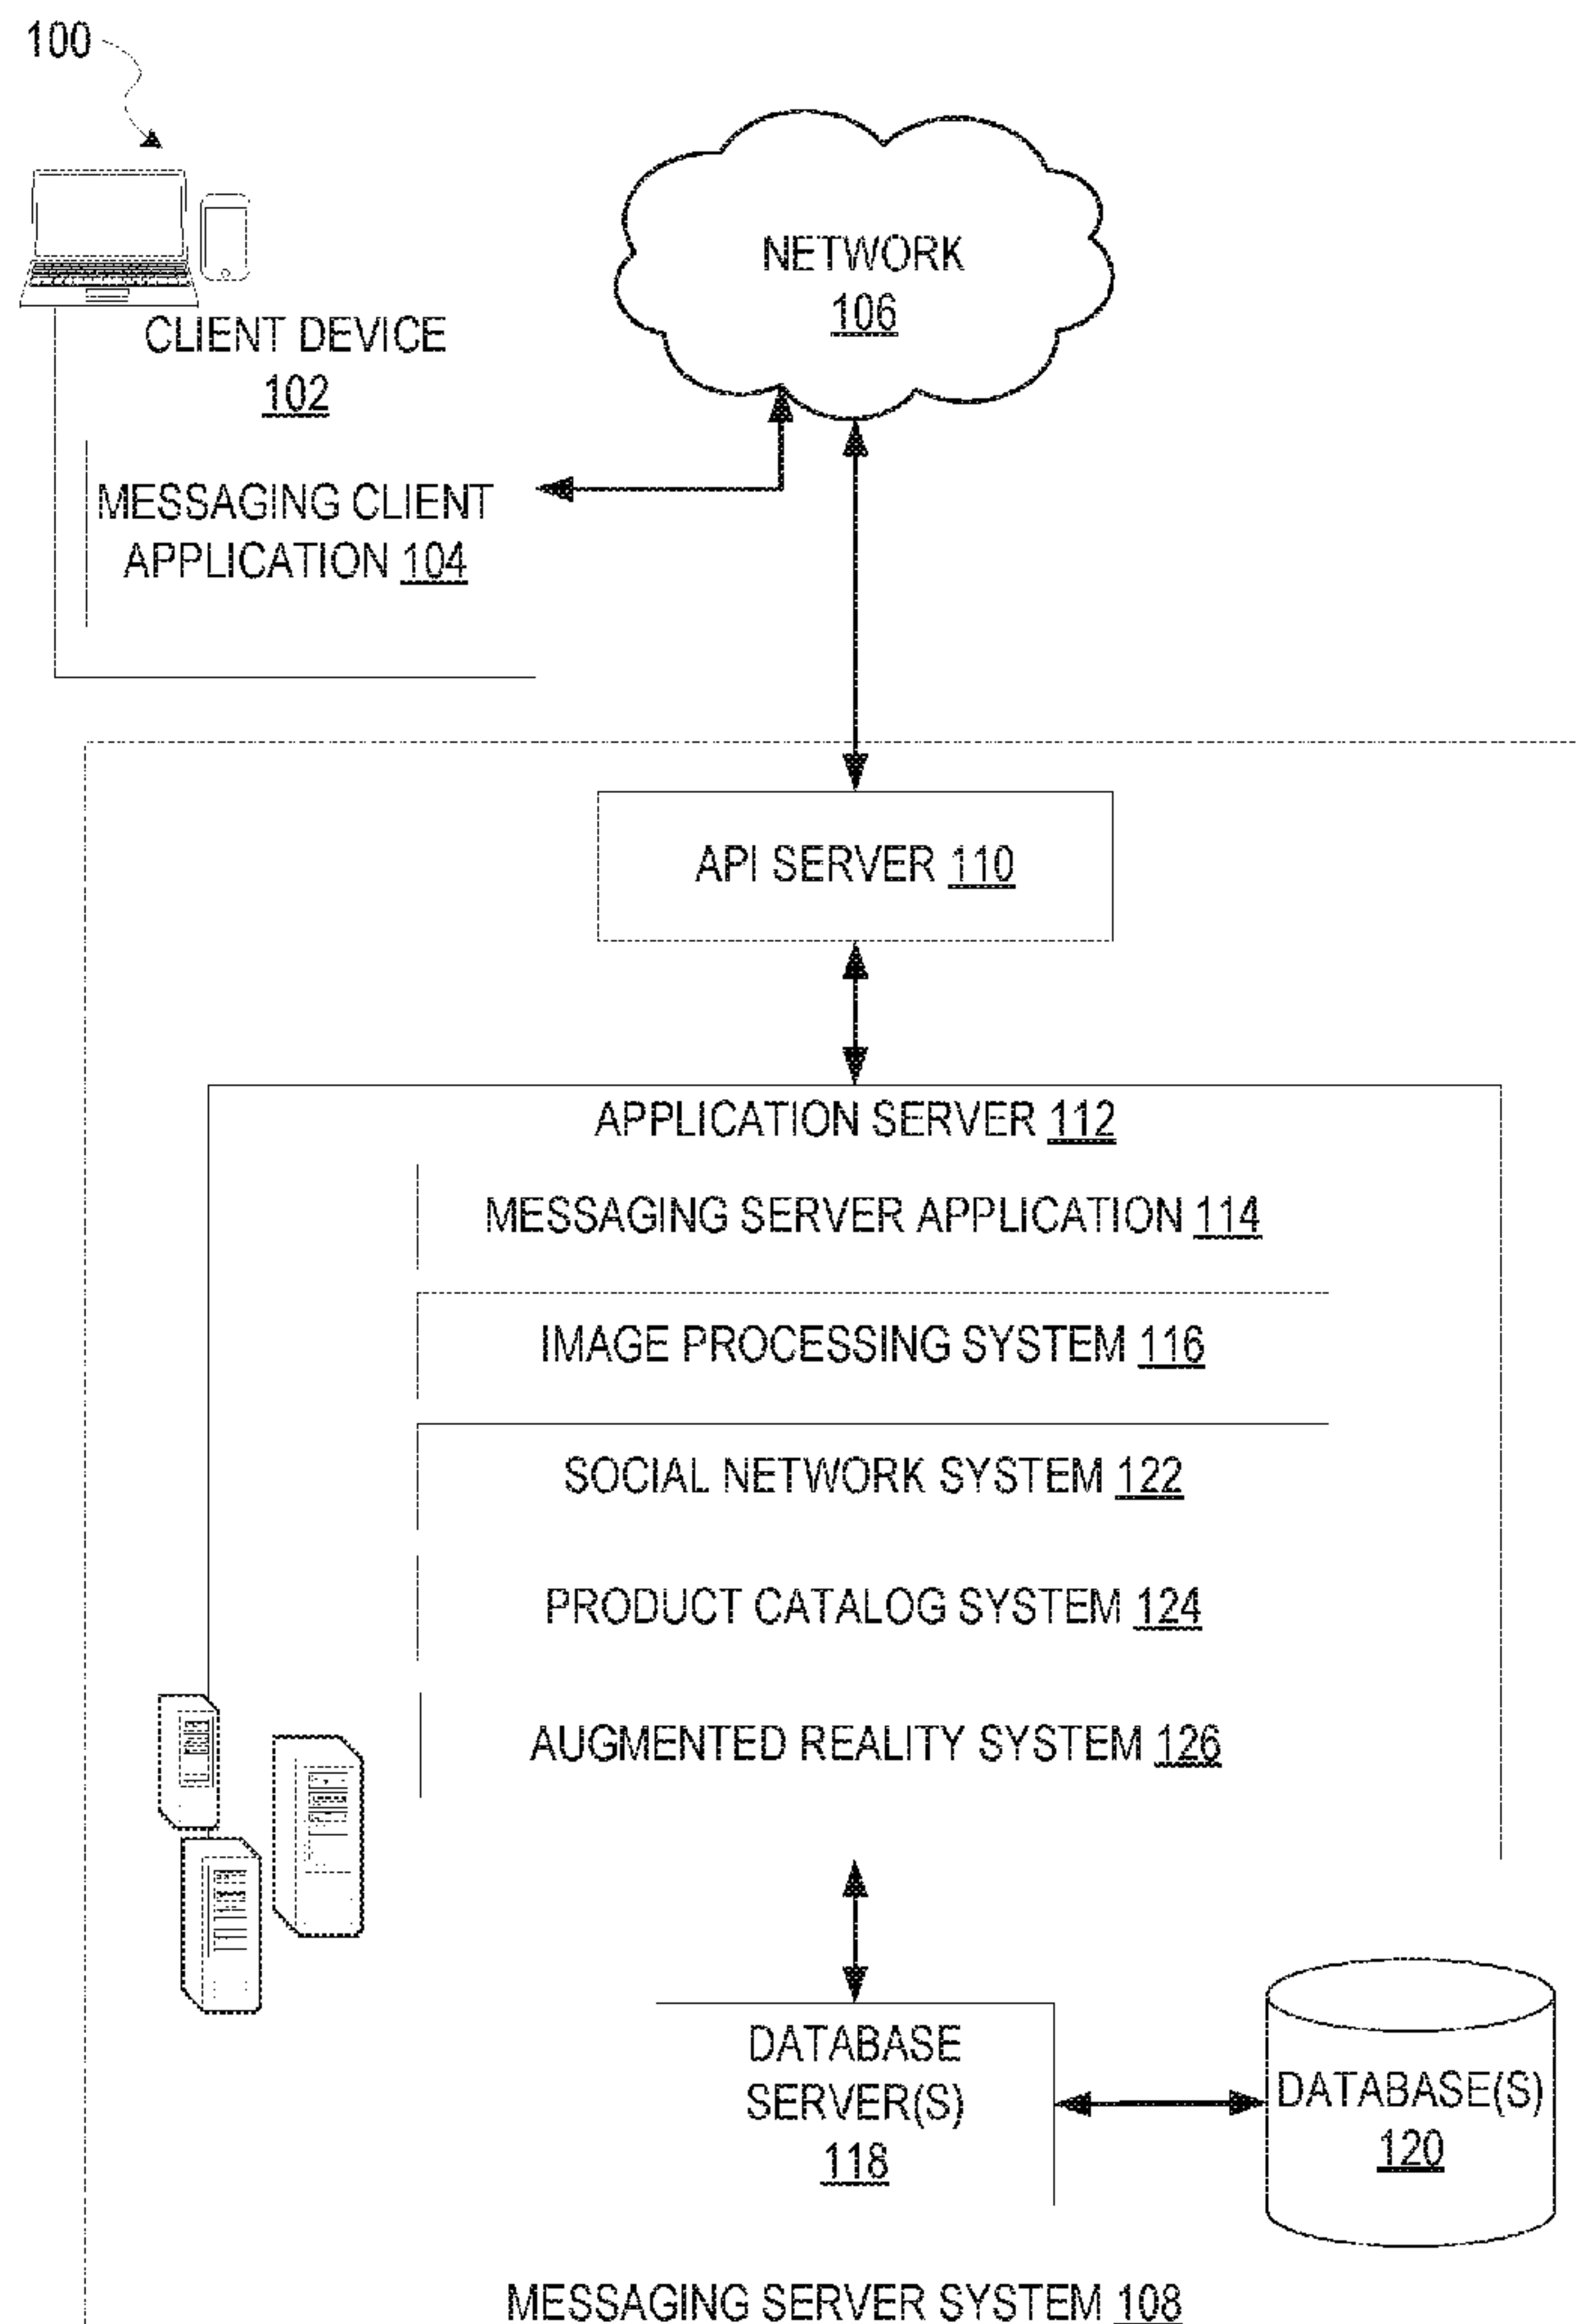 100
NETWORK
106
CLIENT DEVICE
102
MESSAGING CLIENT
APPLICATION 104
API SERVER 110
APPLICATION SERVER 112
MESSAGING SERVER APPLICATION 114
IMAGE PROCESSING SYSTEM 116
SOCIAL NETWORK SYSTEM 122
PRODUCT CATALOG SYSTEM 124
AUGMENTED REALITY SYSTEM 126
DATABASE
SERVER(S)
118
DATABASE(S)
120
MESSAGING SERVER SYSTEM 108